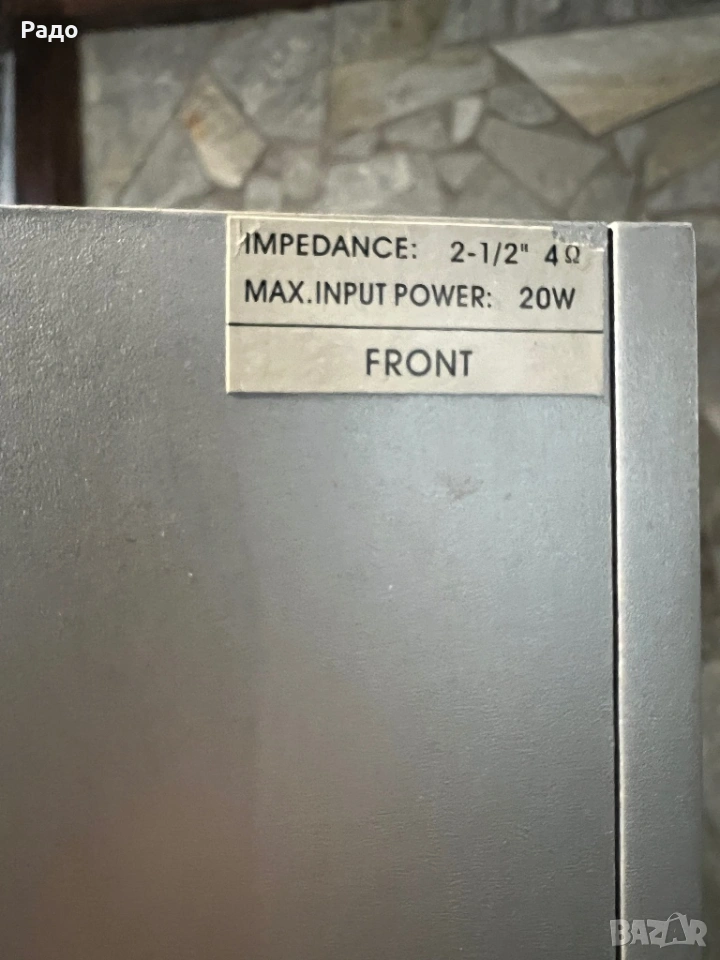 Радо
IMPEDANCE: 2-1/2" 4Ω
MAX.INPUT POWER: 20W
FRONT
BAZAR